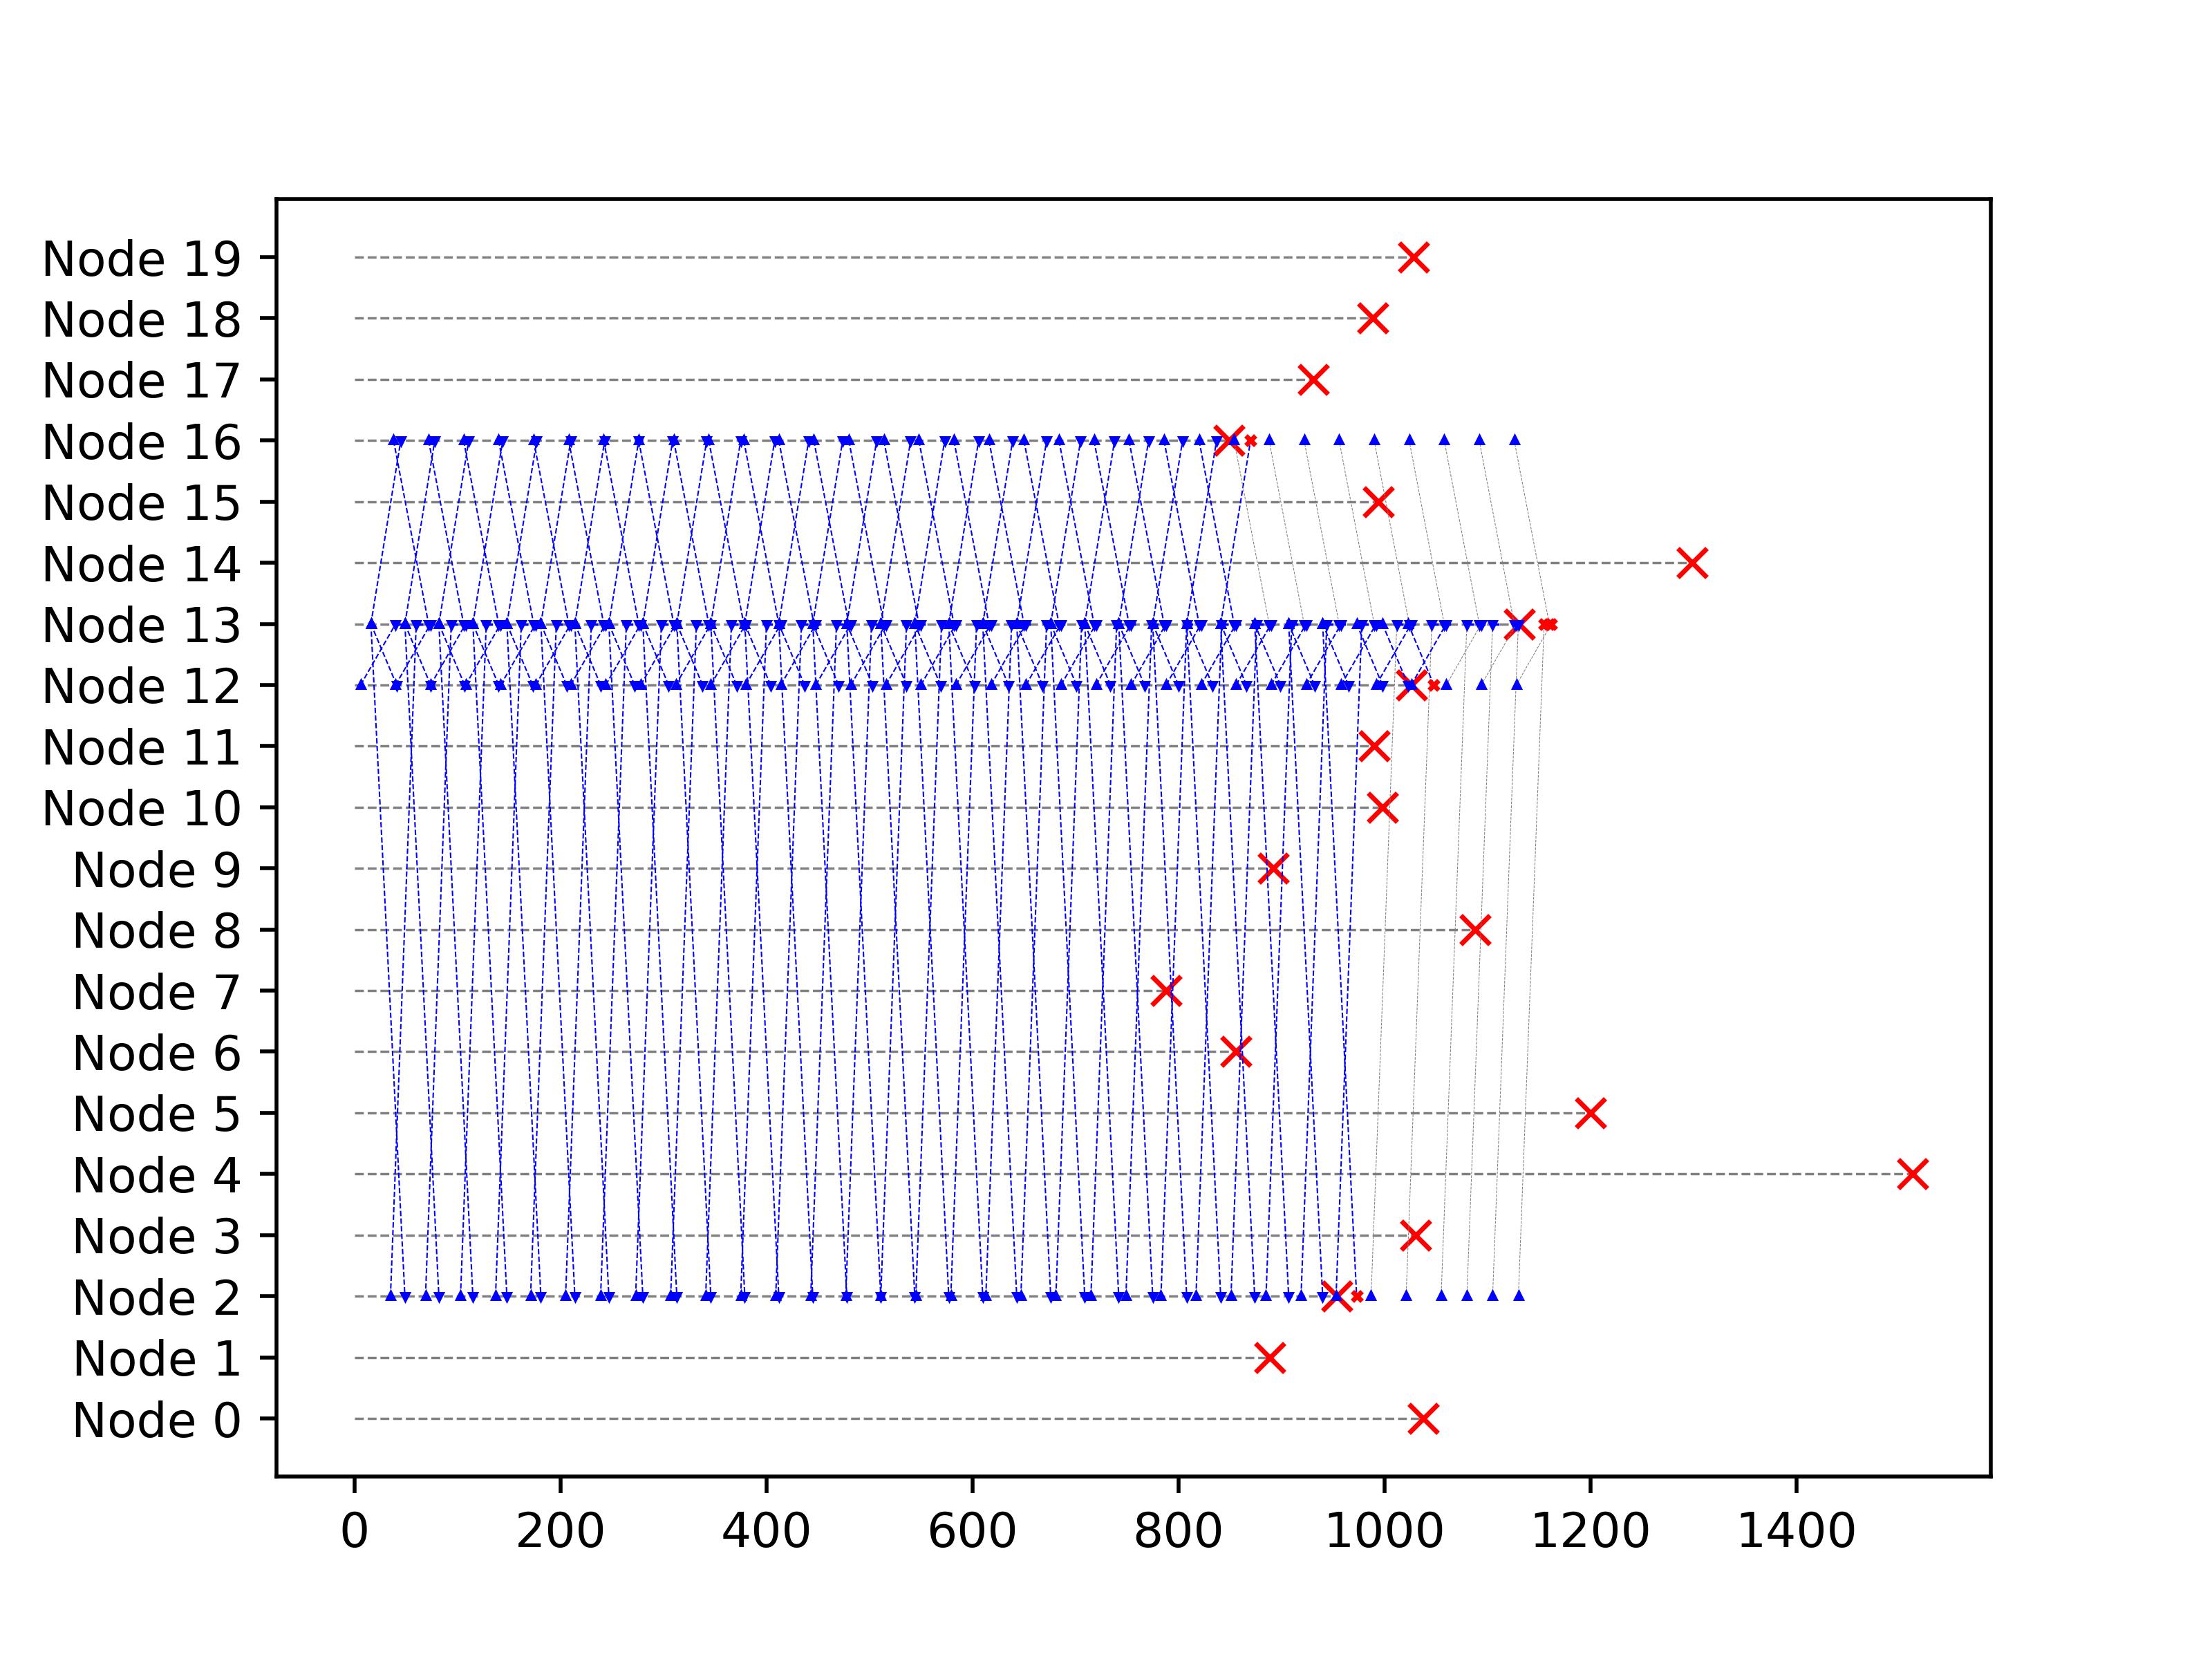 Node 19
Node 18
Node 17
Node 16
Node 15
Node 14
Node 13
Node 12
Node 11
Node 10
Node 9
Node 8
Node 7
Node 6
Node 5
Node 4
Node 3
Node 2
Node 1
Node 0
0 200 400 600 800 1000 1200 1400